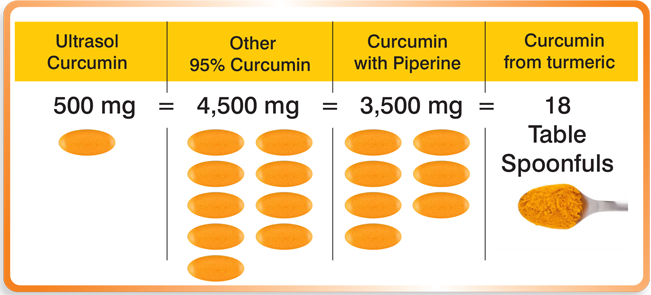 Ultrasol
Curcumin
Other
95% Curcumin
Curcumin
with Piperine
Curcumin
from turmeric
500 mg = 4,500 mg = 3,500 mg = 18
Table
Spoonfuls